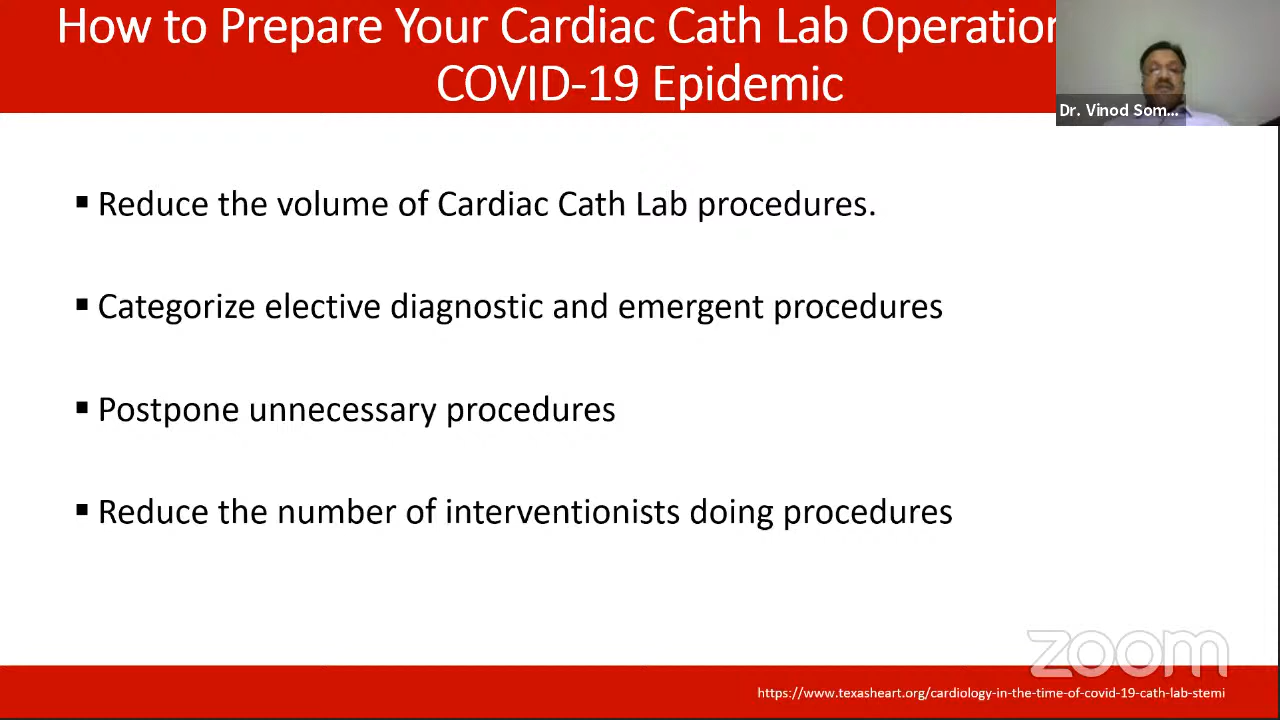 How to Prepare Your Cardiac Cath Lab Operation
COVID-19 Epidemic
Dr. Vinod Som...
▪ Reduce the volume of Cardiac Cath Lab procedures.
▪ Categorize elective diagnostic and emergent procedures
▪ Postpone unnecessary procedures
▪ Reduce the number of interventionists doing procedures
zoom
https://www.texasheart.org/cardiology-in-the-time-of-covid-19-cath-lab-stemi